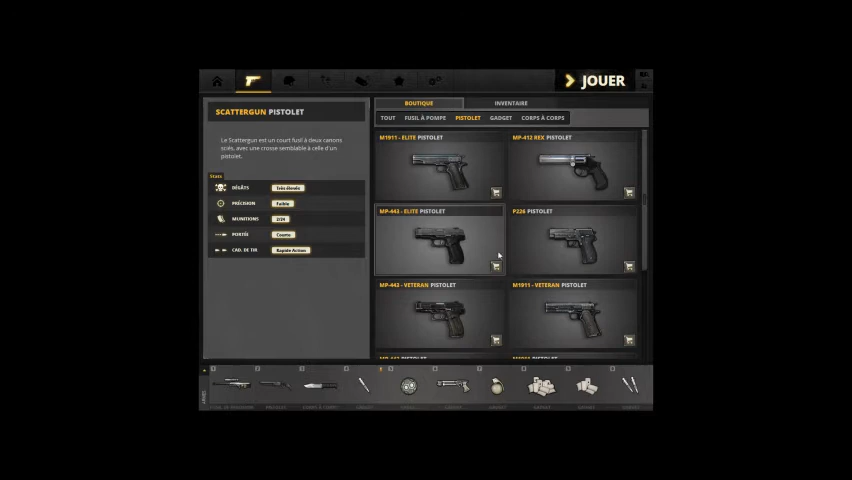 JOUER
BOUTIQUE
INVENTAIRE
SCATTERGUN PISTOLET
TOUT
FUSIL À POMPE
PISTOLET
GADGET
CORPS À CORPS
Le Scattergun est un court fusil à deux canons
sciés, avec une crosse semblable à celle d'un
pistolet.
Stats
DÉGÂTS
Très élevés
PRÉCISION
Faible
MUNITIONS
2/24
PORTÉE
Courte
CAD. DE TIR
Rapide Action
M1911 - ELITE PISTOLET
MP-412 REX PISTOLET
MP-443 - ELITE PISTOLET
P226 PISTOLET
MP-443 - VETERAN PISTOLET
M1911 - VETERAN PISTOLET